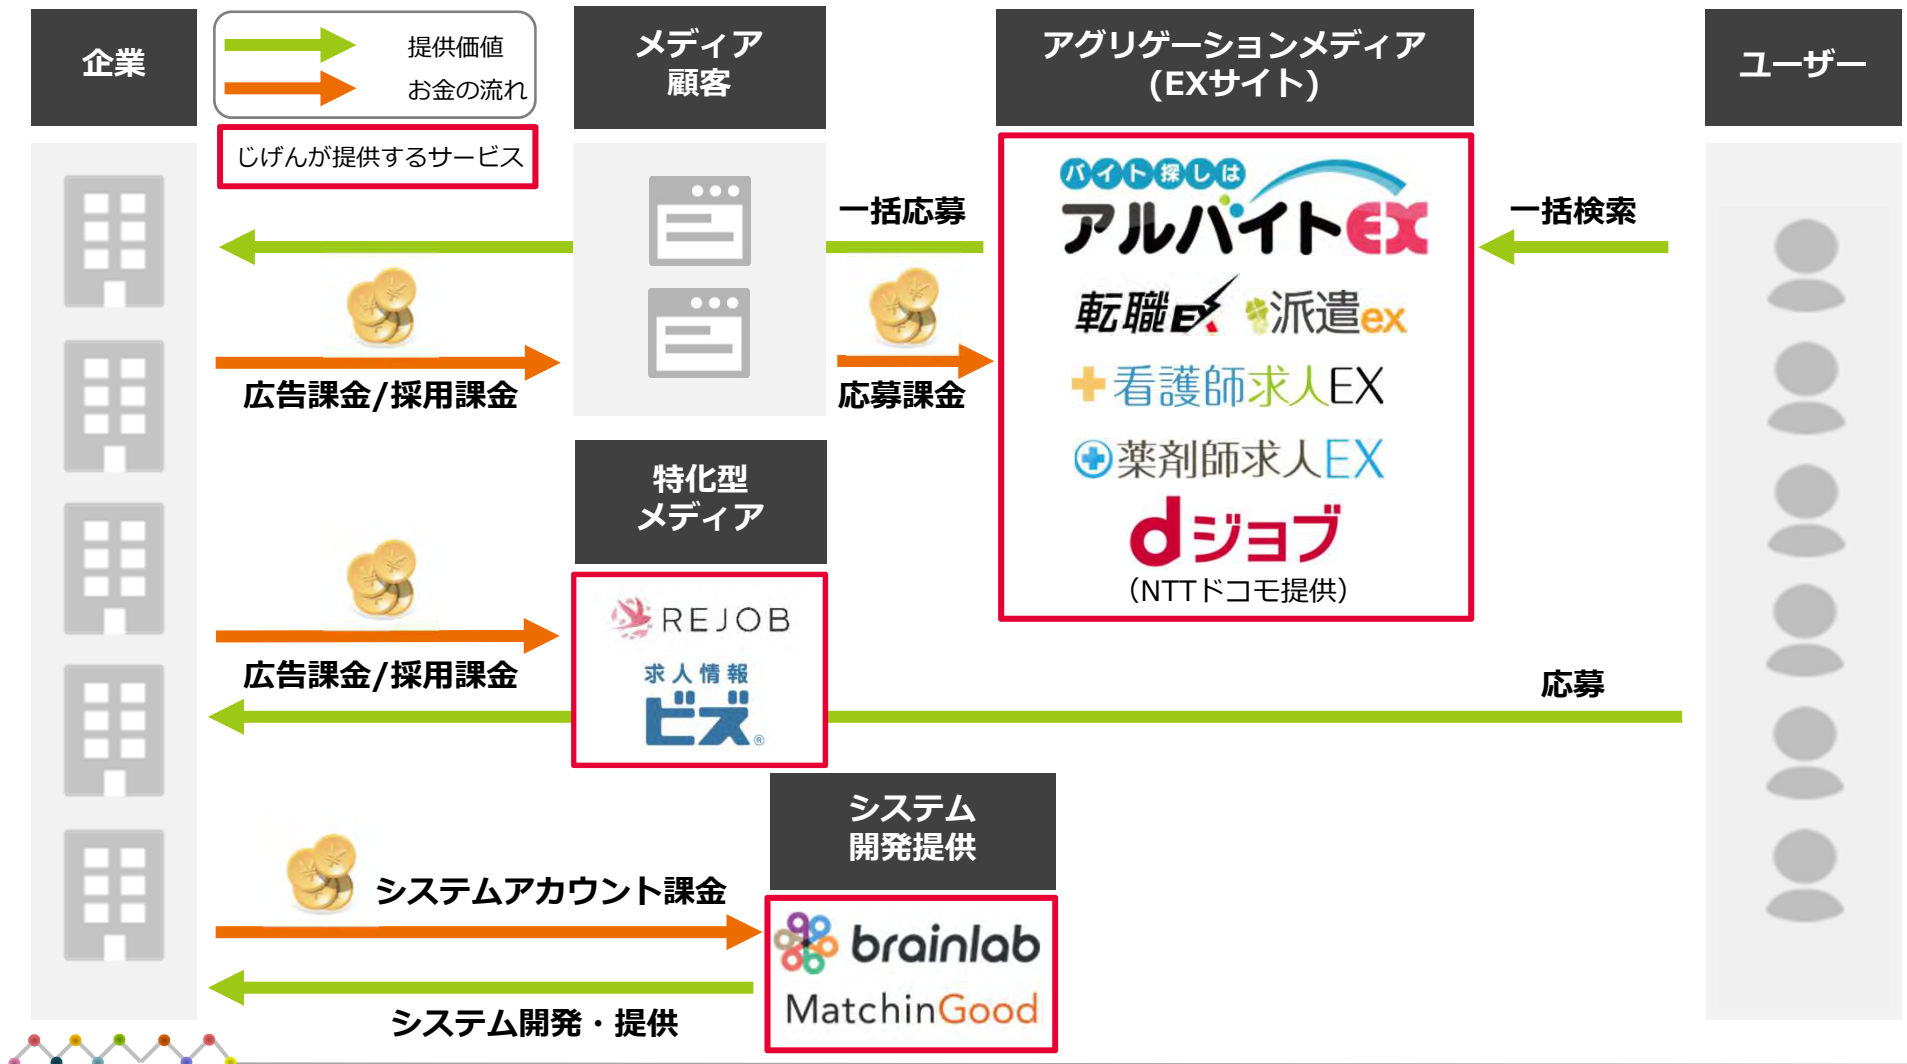 企業
提供価値
お金の流れ
じげんが提供するサービス
メディア
顧客
アグリゲーションメディア
(EXサイト)
ユーザー
一括応募
バイト探しは
アルバイトEX
一括検索
転職EX
派遣ex
広告課金/採用課金
応募課金
看護師求人EX
薬剤師求人EX
dジョブ
（NTTドコモ提供）
特化型
メディア
REJOB
求人情報
ビズ®
広告課金/採用課金
応募
システム
開発提供
システムアカウント課金
brainlab
MatchinGood
システム開発・提供